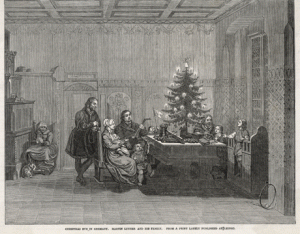 CHRISTMAS EVE IN GERMANY. MARTIN LUTHER AND HIS FAMILY. FROM A PRINT LATELY PUBLISHED